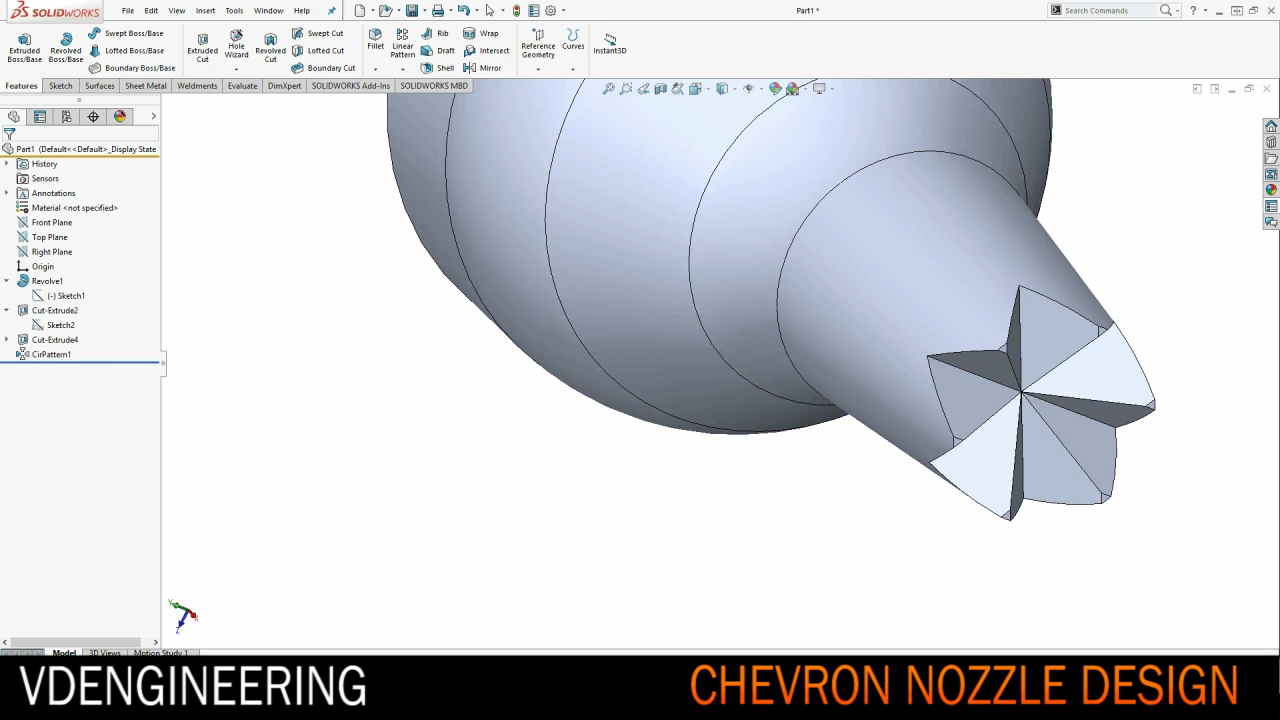 SOLIDWORKS
File Edit View Insert Tools Window Help
Part1 *
Search Commands
Extruded Boss/Base
Revolved Boss/Base
Swept Boss/Base
Lofted Boss/Base
Boundary Boss/Base
Extruded Cut
Hole Wizard
Revolved Cut
Swept Cut
Lofted Cut
Boundary Cut
Fillet
Linear Pattern
Rib
Draft
Shell
Wrap
Intersect
Mirror
Reference Geometry
Curves
Instant3D
Features Sketch Surfaces Sheet Metal Weldments Evaluate DimXpert SOLIDWORKS Add-Ins SOLIDWORKS MBD
Part1 (Default<<Default>_Display State
History
Sensors
Annotations
Material <not specified>
Front Plane
Top Plane
Right Plane
Origin
Revolve1
(-) Sketch1
Cut-Extrude2
Sketch2
Cut-Extrude4
CirPattern1
Model 3D Views Motion Study 1
VDENGINEERING
CHEVRON NOZZLE DESIGN